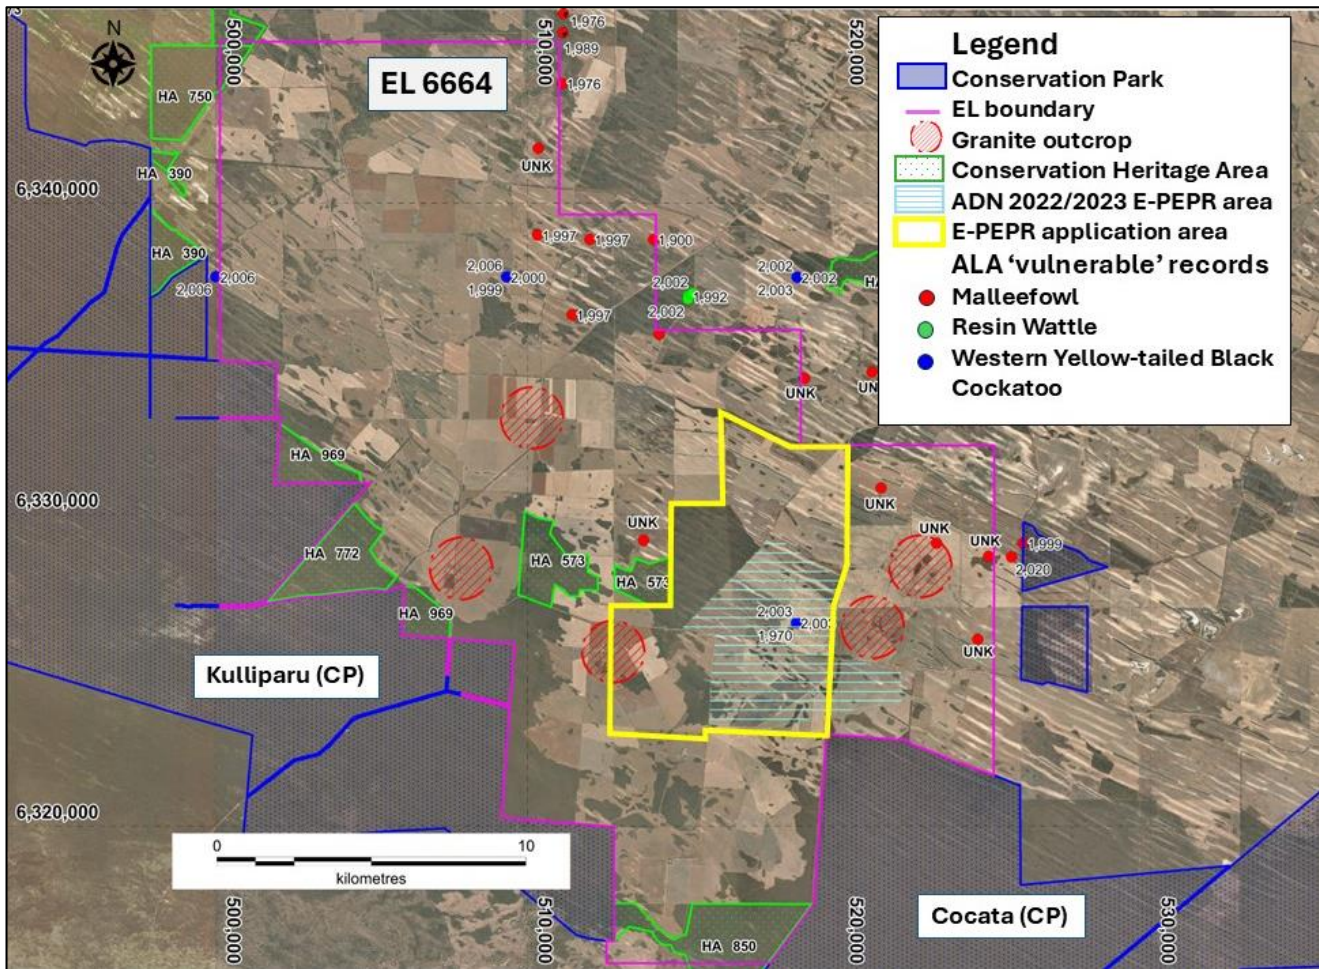 1,976
500,000
510,000
520,000
N
EL 6664
1,989
1,976
HA 750
UNK
HA 390
6,340,000
HA 390
1,997
1,997
1,900
2,006
2,006
2,006
2,000
1,999
2,002
1,992
2,002
2,002
2,002
2,003
HA
1,997
UNK
UN
Legend
Conservation Park
EL boundary
Granite outcrop
Conservation Heritage Area
ADN 2022/2023 E-PEPR area
E-PEPR application area
ALA ‘vulnerable’ records
Malleefowl
Resin Wattle
Western Yellow-tailed Black
Cockatoo
HA 969
6,330,000
UNK
UNK
UNK
UNK
1,999
2,020
HA 772
HA 573
HA 573
HA 969
2,003
2,003
1,970
UNK
Kulliparu (CP)
6,320,000
0
10
kilometres
500,000
510,000
520,000
530,000
HA 850
Cocata (CP)